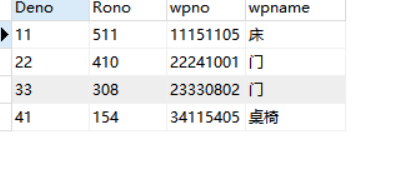 Deno Rono wpno wpname
11 511 11151105 床
22 410 22241001 门
33 308 23330802 门
41 154 34115405 桌椅